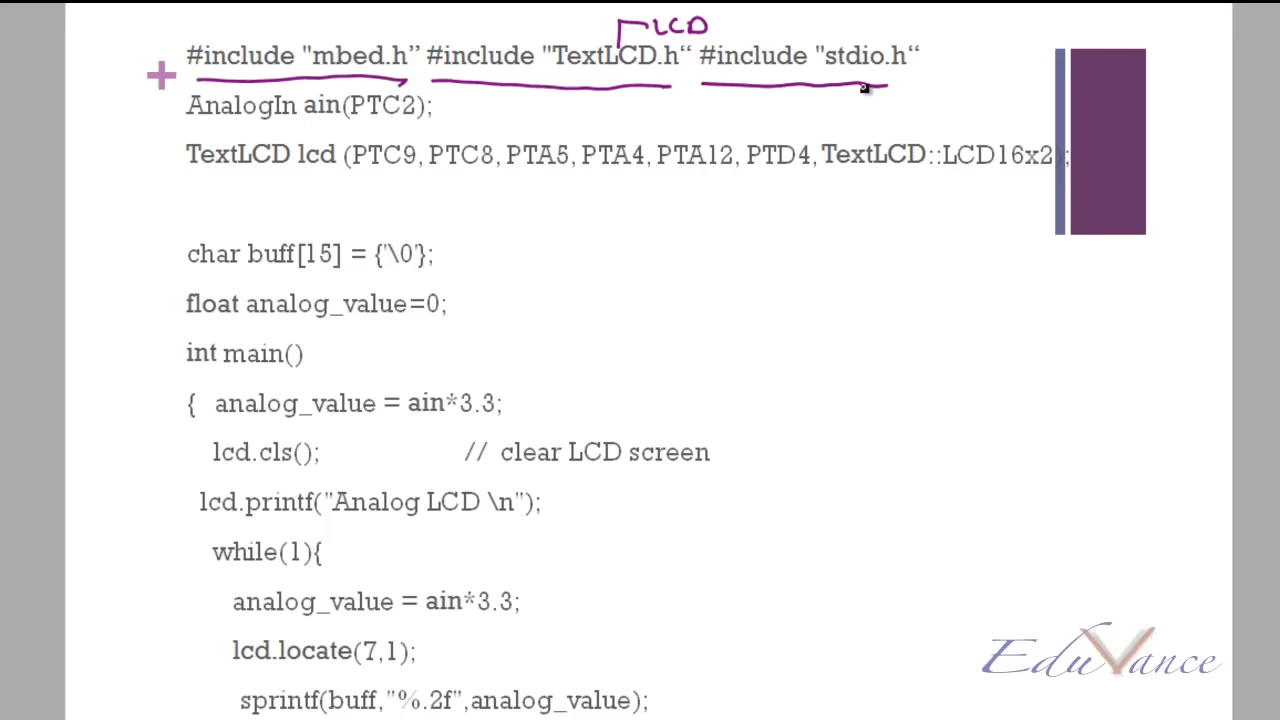 LCD
#include "mbed.h” #include "TextLCD.h“ #include "stdio.h“
+
AnalogIn ain(PTC2);
TextLCD lcd (PTC9, PTC8, PTA5, PTA4, PTA12, PTD4, TextLCD::LCD16x2);
char buff[15] = {'\0'};
float analog_value=0;
int main()
{ analog_value = ain*3.3;
lcd.cls(); // clear LCD screen
lcd.printf("Analog LCD \n");
while(1){
analog_value = ain*3.3;
lcd.locate(7,1);
sprintf(buff,"%.2f",analog_value);
EduVance